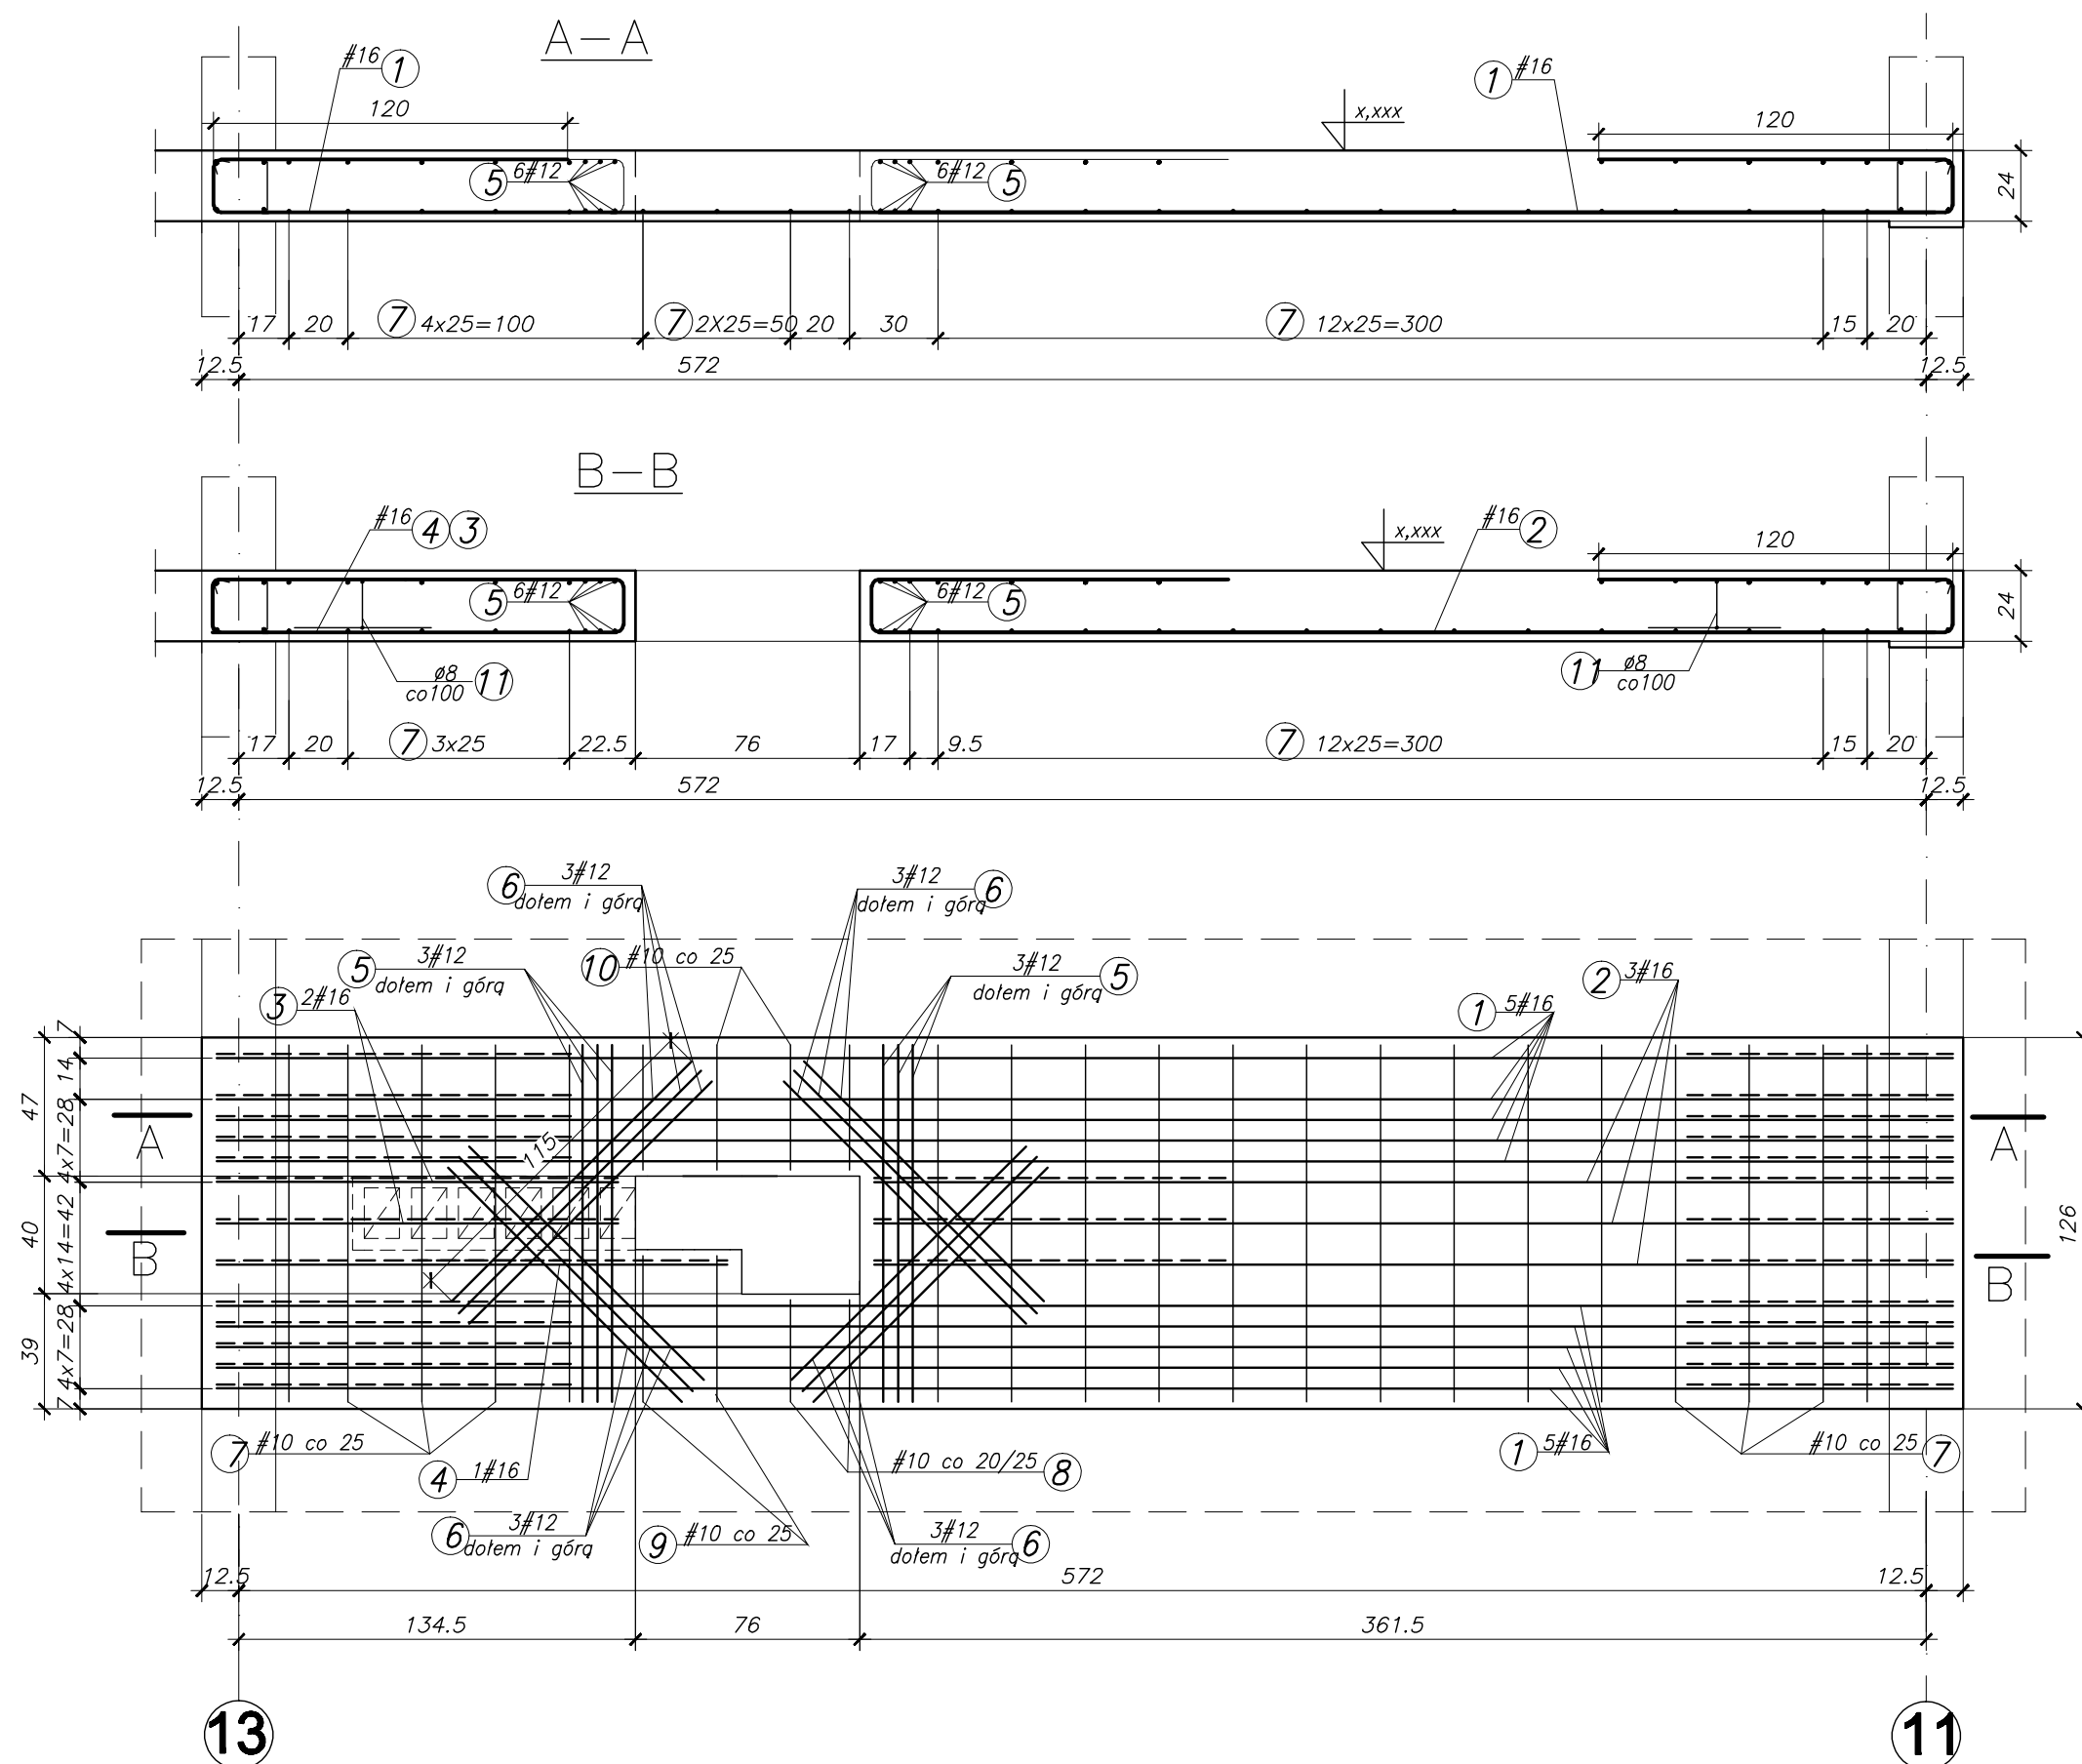 A-A
#16 1
1 #16
120
x,xxx
120
5 6#12
6#12 5
24
17 20 7 4x25=100 7 2X25=50 20 30 7 12x25=300 15 20
12.5 572 12.5
B-B
#16 4 3
x,xxx
#16 2
120
5 6#12
6#12 5
24
ø8 11
co100
11 ø8
co100
17 20 7 3x25 22.5 76 17 9.5 7 12x25=300 15 20
12.5 572 12.5
6 3#12
dołem i górą
3#12 6
dołem i górą
5 3#12
dołem i górą
10 #10 co 25
3#12 5
dołem i górą
2 3#16
3 2#16
1 5#16
7
14
47
4x7=28
40
4x14=42
39
4x7=28
7
115
126
A
A
B
B
7 #10 co 25
4 1#16
#10 co 20/25 8
1 5#16
#10 co 25 7
6 3#12
dołem i górą
9 #10 co 25
3#12 6
dołem i górą
12.5 572 12.5
134.5 76 361.5
13
11